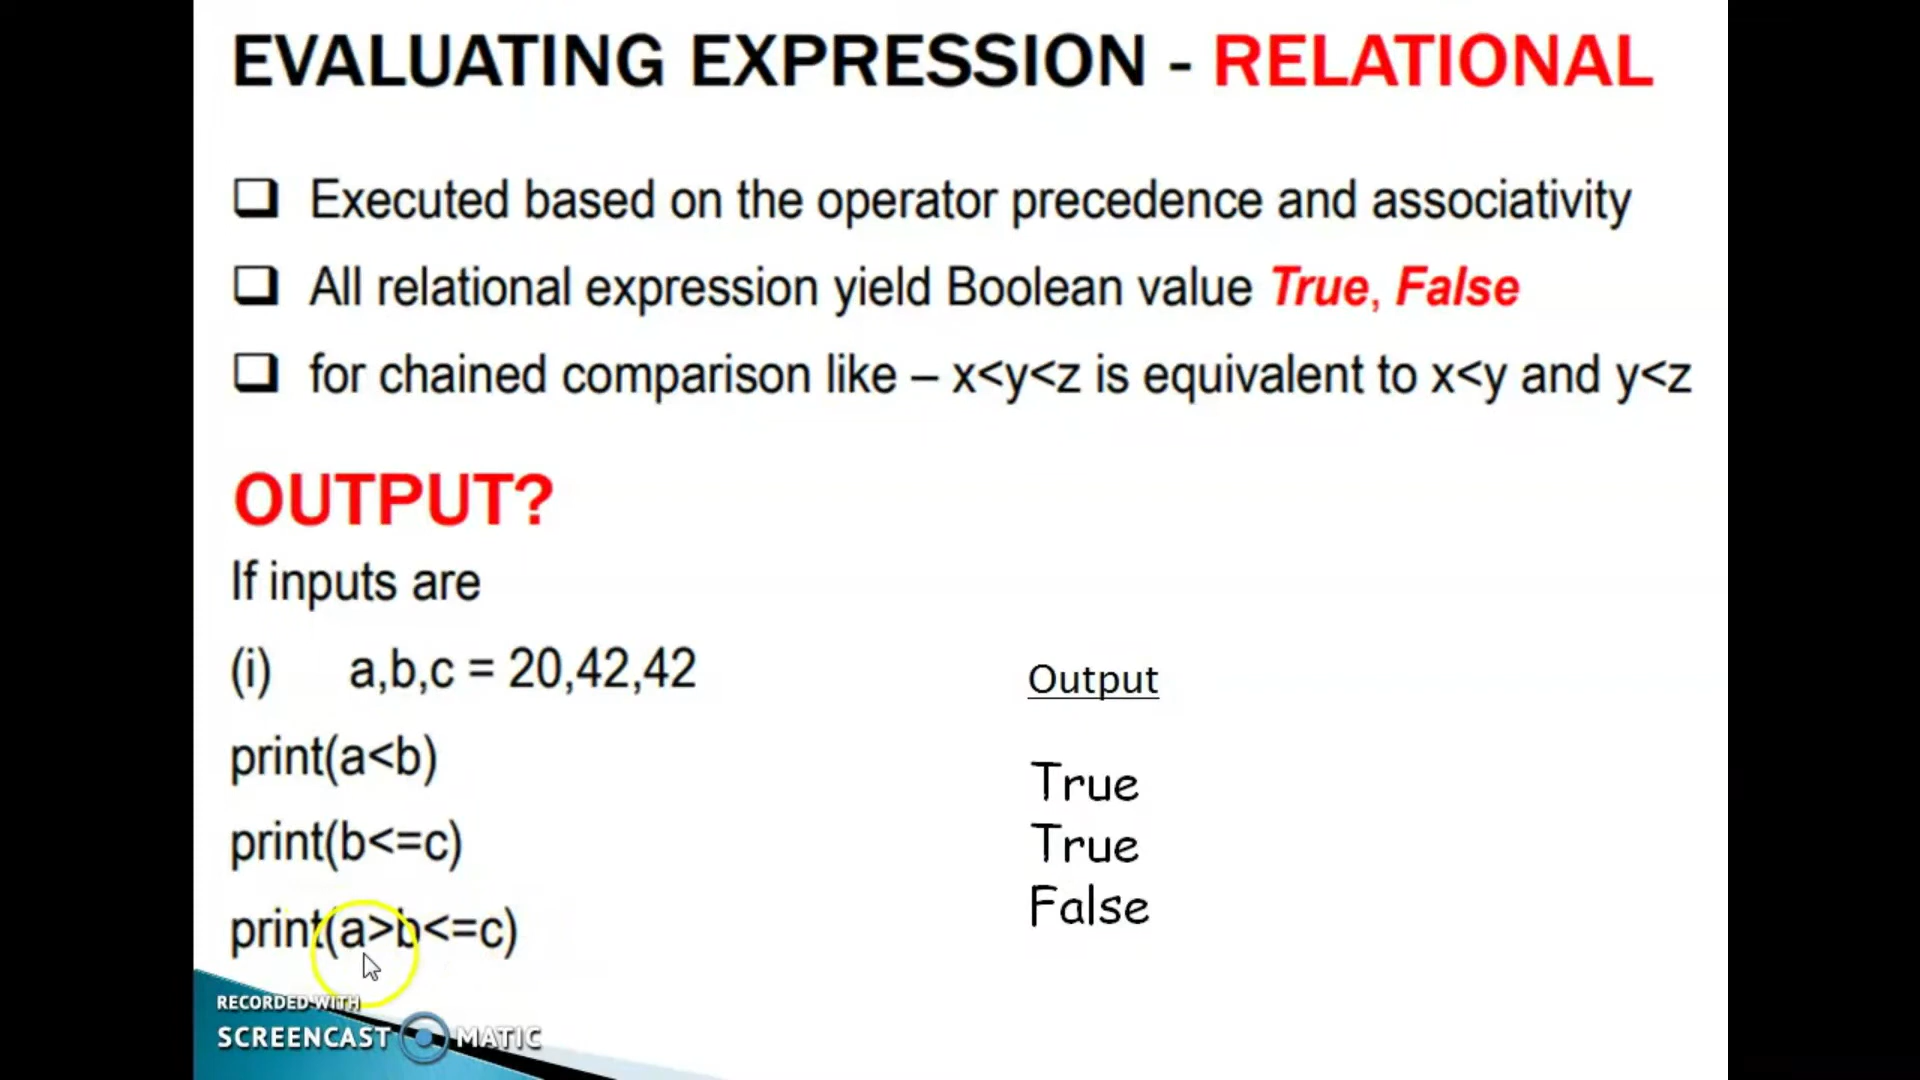 EVALUATING EXPRESSION - RELATIONAL
Executed based on the operator precedence and associativity
All relational expression yield Boolean value True, False
for chained comparison like – x<y<z is equivalent to x<y and y<z
OUTPUT?
If inputs are
(i) a,b,c = 20,42,42
print(a<b)
print(b<=c)
print(a>b<=c)
Output
True
True
False
RECORDED WITH
SCREENCAST MATIC